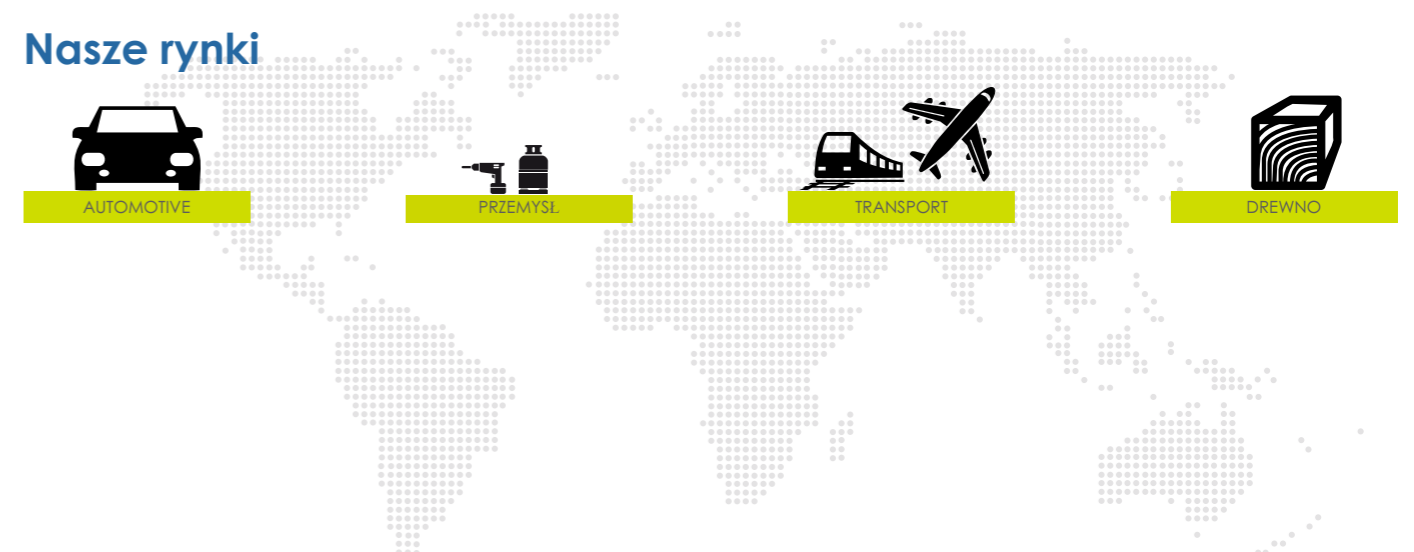 Nasze rynki
AUTOMOTIVE
PRZEMYSŁ
TRANSPORT
DREWNO